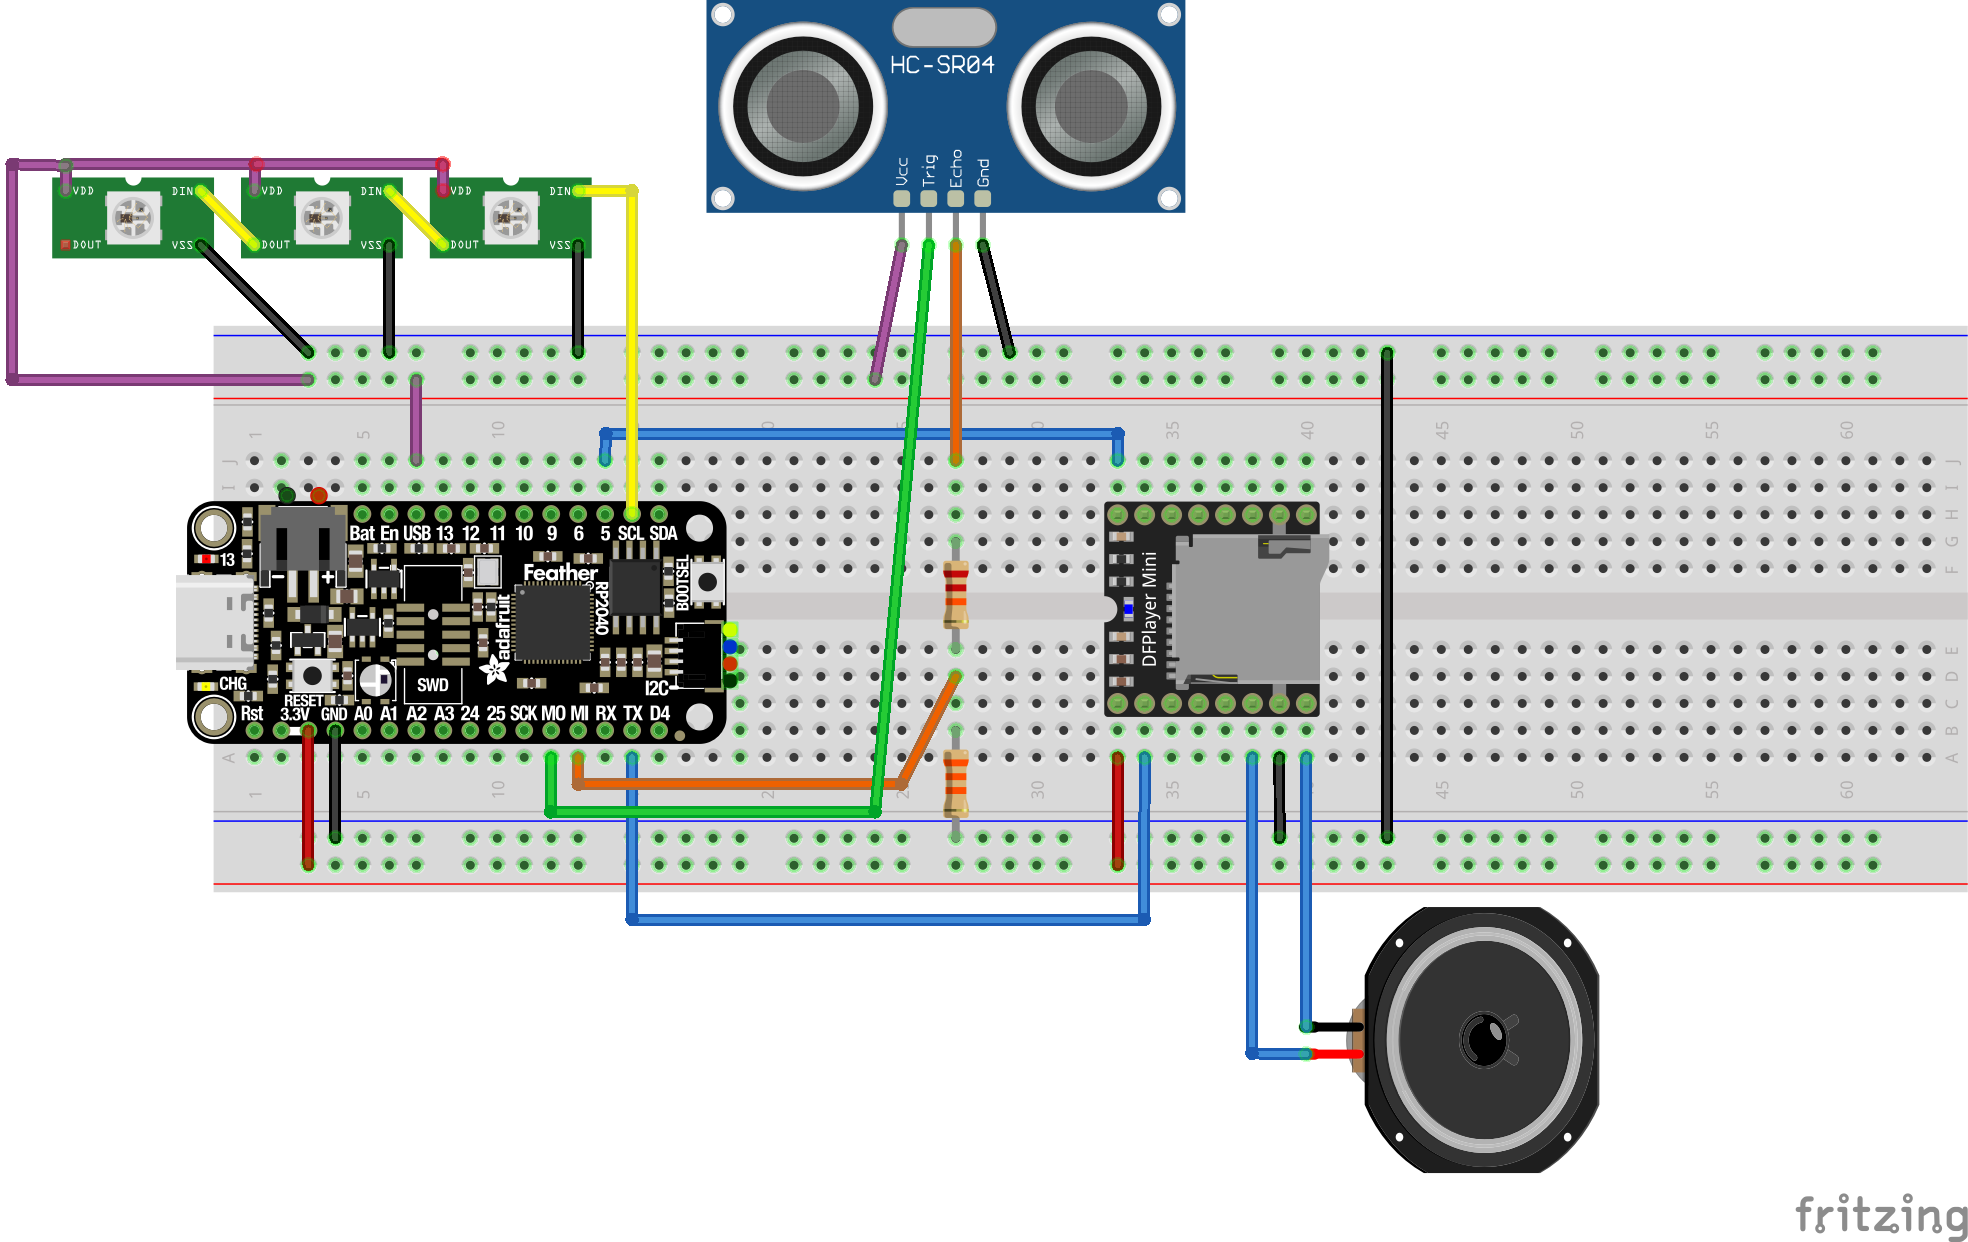 HC-SR04
Vcc
Trig
Echo
Gnd
VDD DIN VDD DIN VDD DIN
DOUT VSS DOUT VSS DOUT VSS
1 5 10 35 40 45 50 55 60
J J
I I
H
G
F
E
D
C
B
A A
Bat En USB 13 12 11 10 9 6 5 SCL SDA
13
- +
Feather
RP2040
adafruit
BOOTSEL
CHG
RESET
SWD
I2C
Rst 3.3V GND A0 A1 A2 A3 24 25 SCK MO MI RX TX D4
DFPlayer Mini
1 5 10 30 35 45 50 55 60
fritzing